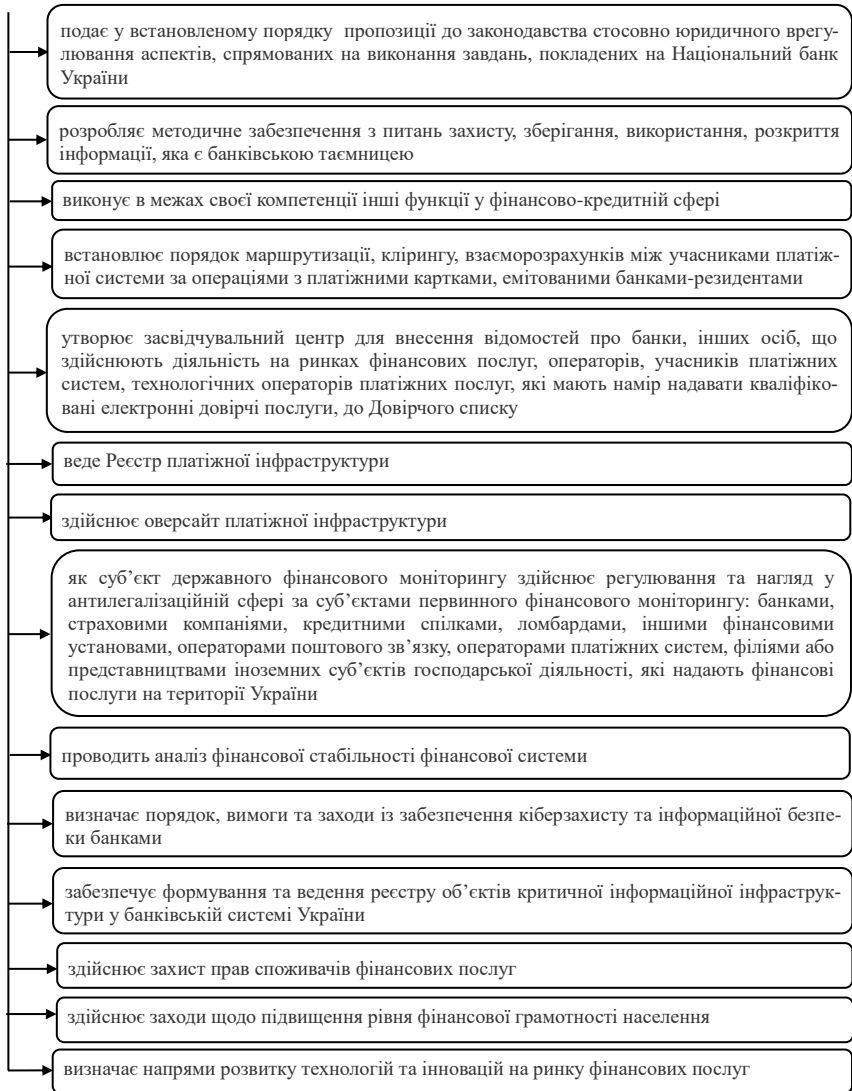 подає у встановленому порядку пропозиції до законодавства стосовно юридичного врегу-
лювання аспектів, спрямованих на виконання завдань, покладених на Національний банк
України
розробляє методичне забезпечення з питань захисту, зберігання, використання, розкриття
інформації, яка є банківською таємницею
виконує в межах своєї компетенції інші функції у фінансово-кредитній сфері
встановлює порядок маршрутизації, клірингу, взаєморозрахунків між учасниками платіж-
ної системи за операціями з платіжними картками, емітованими банками-резидентами
утворює засвідчувальний центр для внесення відомостей про банки, інших осіб, що
здійснюють діяльність на ринках фінансових послуг, операторів, учасників платіжних
систем, технологічних операторів платіжних послуг, які мають намір надавати кваліфіко-
вані електронні довірчі послуги, до Довірчого списку
веде Реєстр платіжної інфраструктури
здійснює оверсайт платіжної інфраструктури
як суб’єкт державного фінансового моніторингу здійснює регулювання та нагляд у
антилегалізаційній сфері за суб’єктами первинного фінансового моніторингу: банками,
страховими компаніями, кредитними спілками, ломбардами, іншими фінансовими
установами, операторами поштового зв’язку, операторами платіжних систем, філіями або
представництвами іноземних суб’єктів господарської діяльності, які надають фінансові
послуги на території України
проводить аналіз фінансової стабільності фінансової системи
визначає порядок, вимоги та заходи із забезпечення кіберзахисту та інформаційної безпе-
ки банками
забезпечує формування та ведення реєстру об’єктів критичної інформаційної інфраструк-
тури у банківській системі України
здійснює захист прав споживачів фінансових послуг
здійснює заходи щодо підвищення рівня фінансової грамотності населення
визначає напрями розвитку технологій та інновацій на ринку фінансових послуг